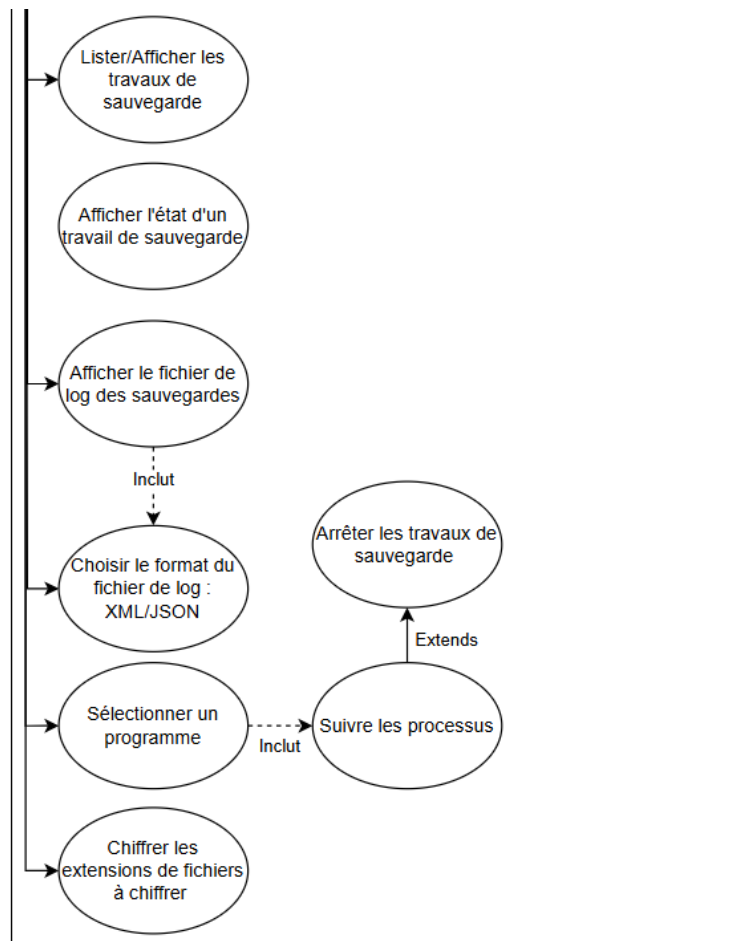 Lister/Afficher les
travaux de
sauvegarde
Afficher l'état d'un
travail de sauvegarde
Afficher le fichier de
log des sauvegardes
Inclut
Choisir le format du
fichier de log :
XML/JSON
Arrêter les travaux de
sauvegarde
Extends
Sélectionner un
programme
Inclut
Suivre les processus
Chiffrer les
extensions de fichiers
à chiffrer